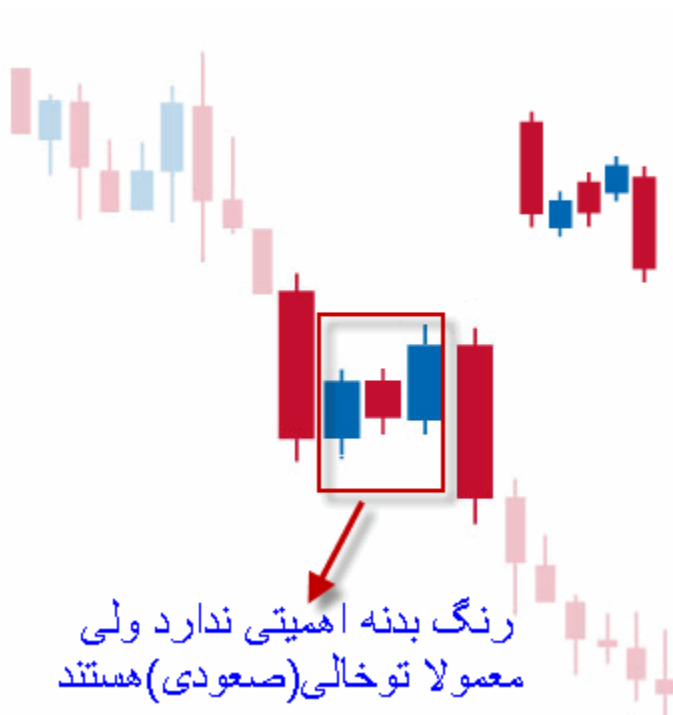 رنگ بدنه اهمیتی ندارد ولی
معمولا توخالی(صعودی)هستند